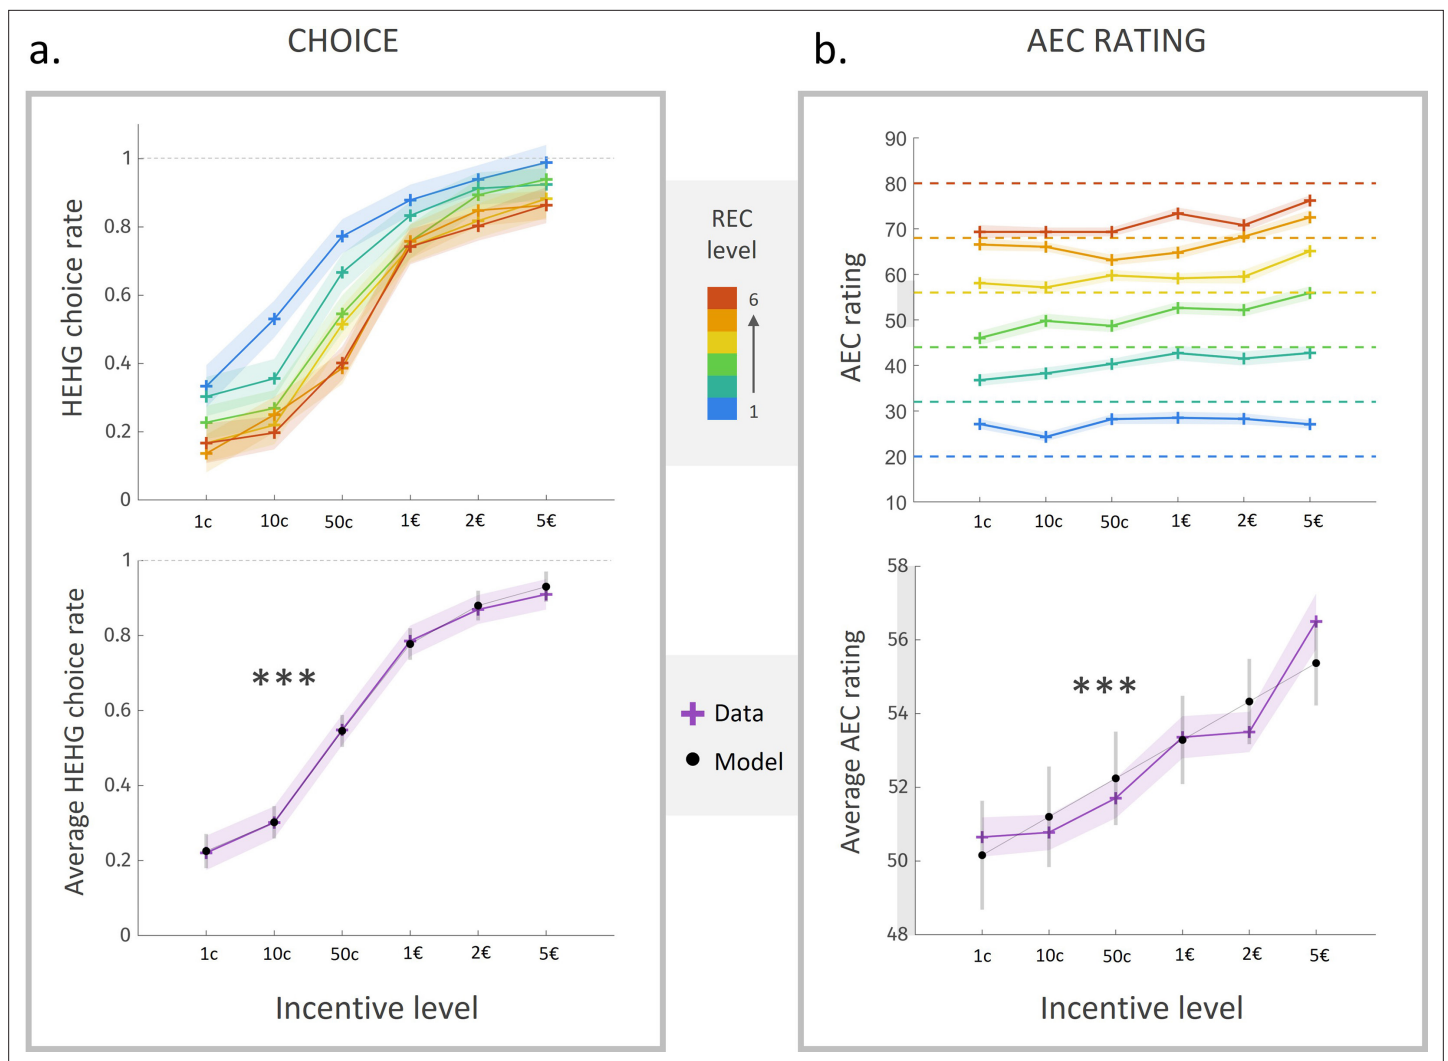 a.
CHOICE
HEHG choice rate
1
0.8
0.6
0.4
0.2
0
1c 10c 50c 1€ 2€ 5€
Average HEHG choice rate
1
0.8
0.6
0.4
0.2
0
***
1c 10c 50c 1€ 2€ 5€
Incentive level
REC
level
6
1
Data
Model
b.
AEC RATING
AEC rating
90
80
70
60
50
40
30
20
10
1c 10c 50c 1€ 2€ 5€
Average AEC rating
58
56
54
52
50
48
***
1c 10c 50c 1€ 2€ 5€
Incentive level